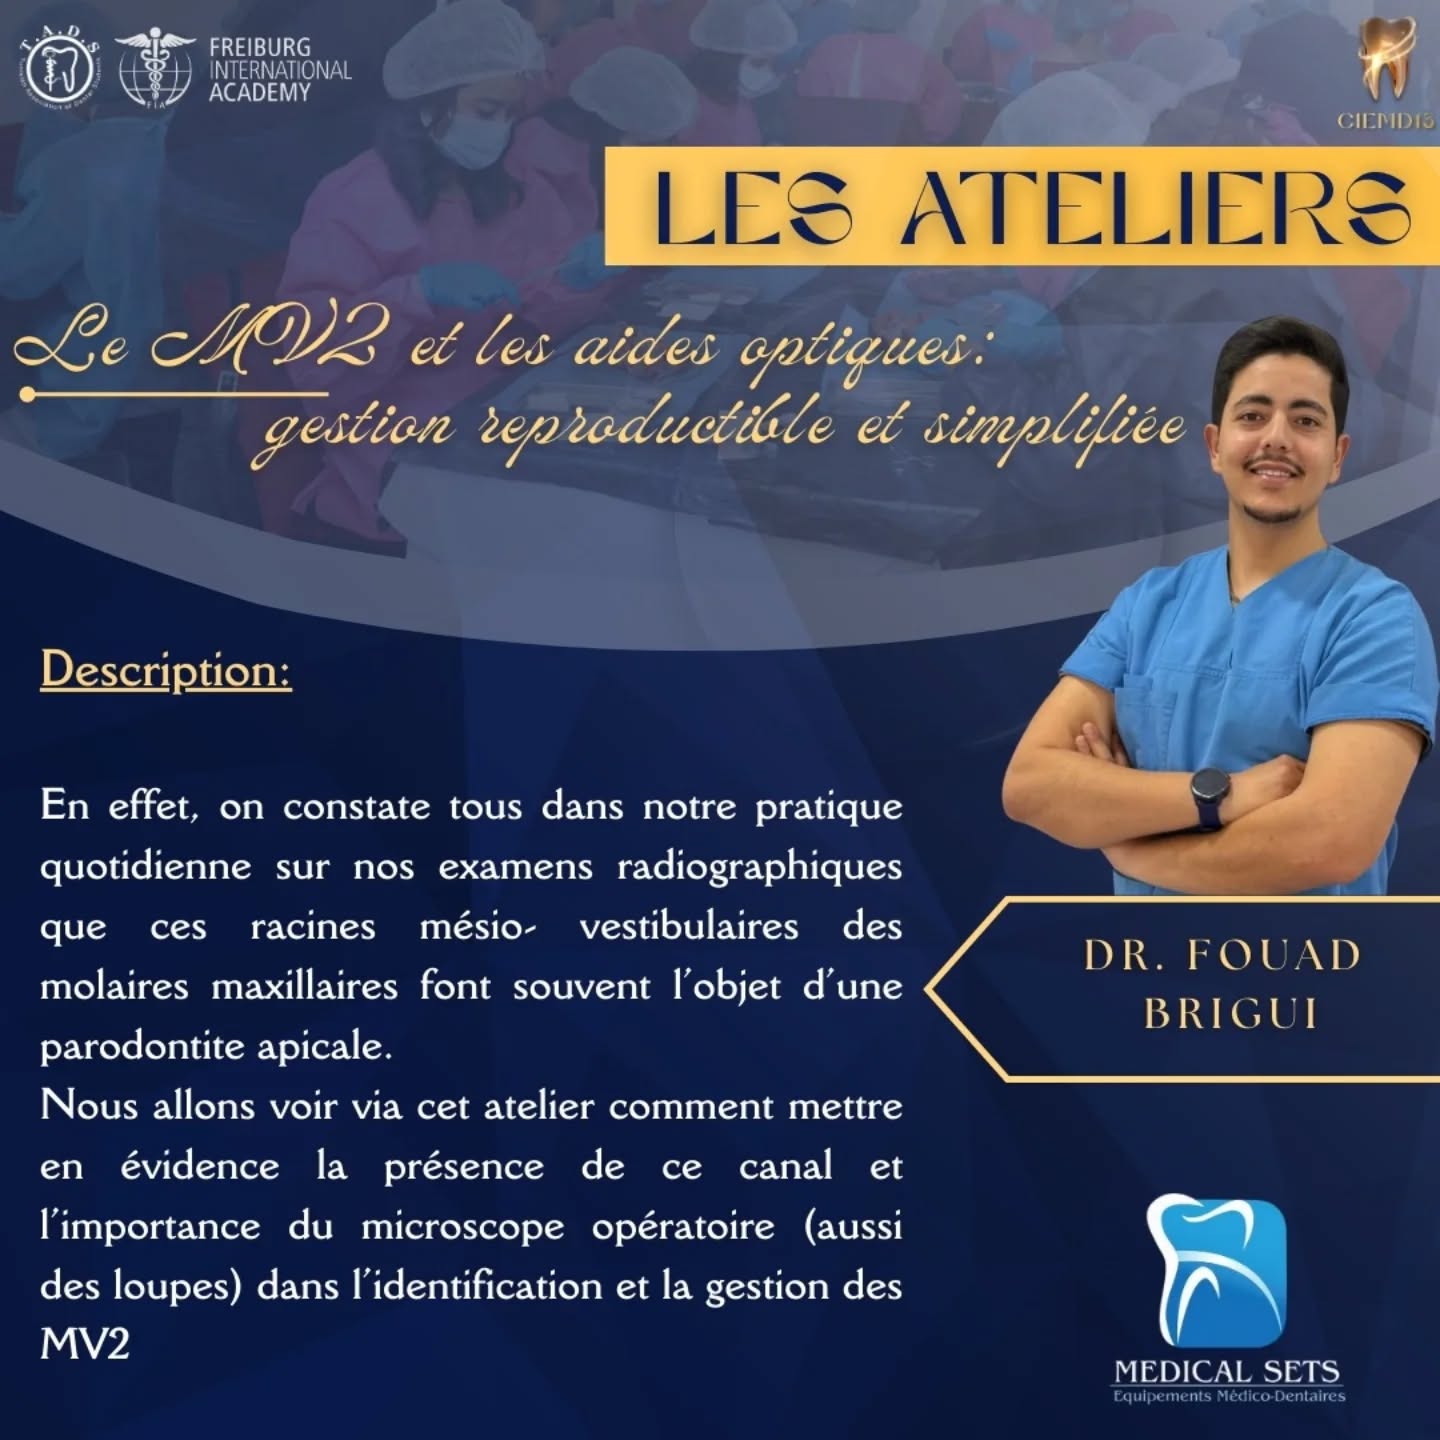 T.A.D.S
FREIBURG
INTERNATIONAL
ACADEMY
F I A
CIEMD15
LES ATELIERS
Le MV2 et les aides optiques:
gestion reproductible et simplifiée
Description:
En effet, on constate tous dans notre pratique
quotidienne sur nos examens radiographiques
que ces racines mésio- vestibulaires des
molaires maxillaires font souvent l'objet d'une
parodontite apicale.
Nous allons voir via cet atelier comment mettre
en évidence la présence de ce canal et
l'importance du microscope opératoire (aussi
des loupes) dans l'identification et la gestion des
MV2
DR. FOUAD
BRIGUI
MEDICAL SETS
Equipements Médico-Dentaires